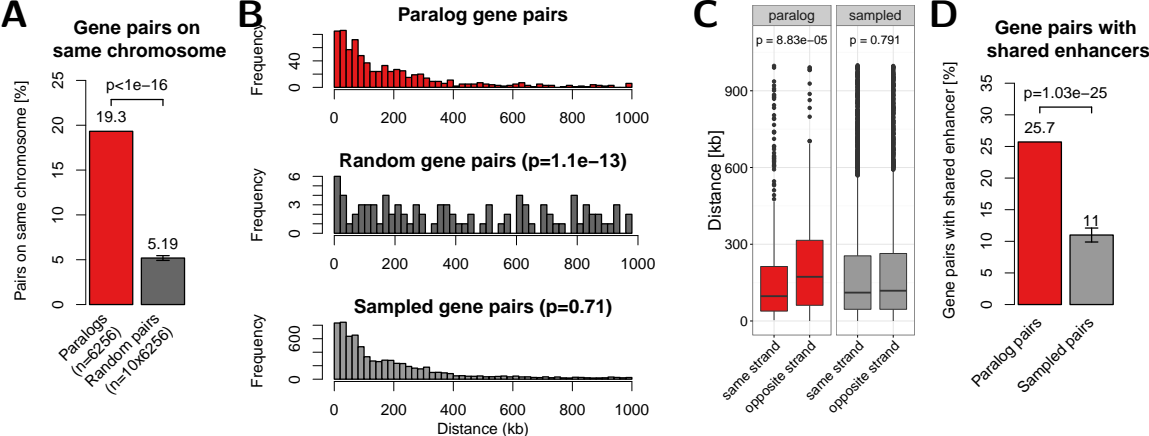 A
Gene pairs on
same chromosome
Pairs on same chromosome [%]
25
20
15
10
5
0
p<1e−16
19.3
5.19
Paralogs
(n=6256)
Random pairs
(n=10x6256)
B
Paralog gene pairs
Frequency
40
0
0 200 400 600 800 1000
Random gene pairs (p=1.1e−13)
Frequency
6
3
0
0 200 400 600 800 1000
Sampled gene pairs (p=0.71)
Frequency
600
0
0 200 400 600 800 1000
Distance (kb)
C
paralog sampled
p = 8.83e−05 p = 0.791
Distance [kb]
900
600
300
0
same strand
opposite strand
same strand
opposite strand
D
Gene pairs with
shared enhancers
Gene pairs with shared enhancer [%]
35
30
25
20
15
10
5
0
p=1.03e−25
25.7
11
Paralog pairs
Sampled pairs